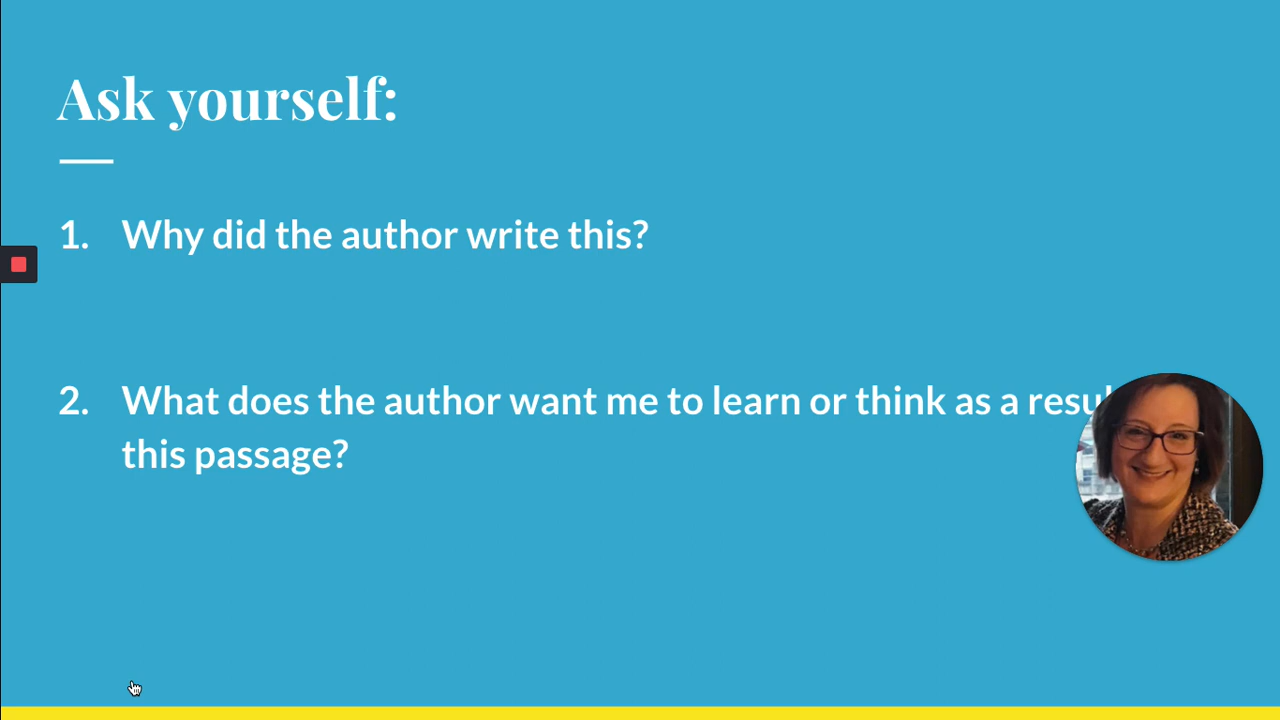 Ask yourself:
1. Why did the author write this?
2. What does the author want me to learn or think as a
this passage?